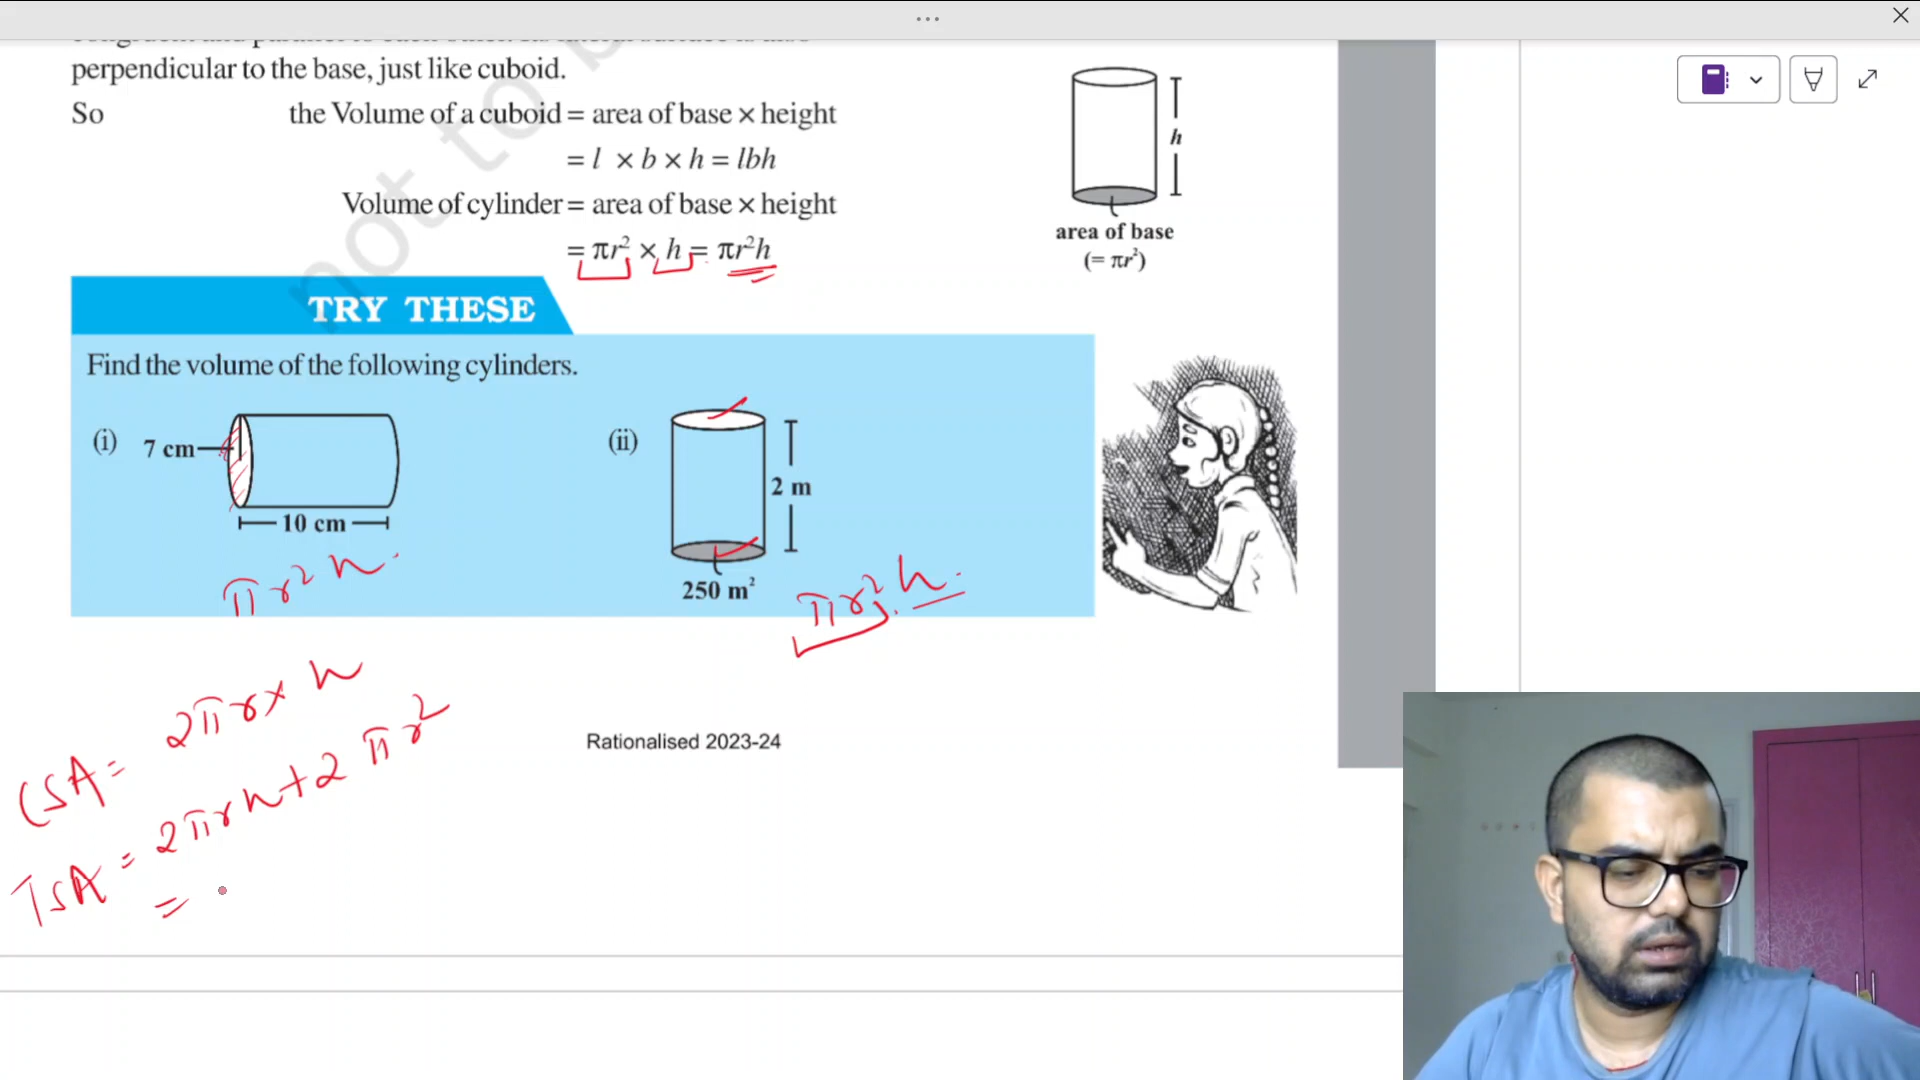 perpendicular to the base, just like cuboid.
So the Volume of a cuboid = area of base × height
= l × b × h = lbh
Volume of cylinder = area of base × height
= πr² × h = πr²h
h
area of base
(= πr²)
not to b
TRY THESE
Find the volume of the following cylinders.
(i) 7 cm
10 cm
πr²h
(ii)
2 m
250 m²
πr²h
CSA = 2πr × h
TSA = 2πrh + 2πr²
=
Rationalised 2023-24